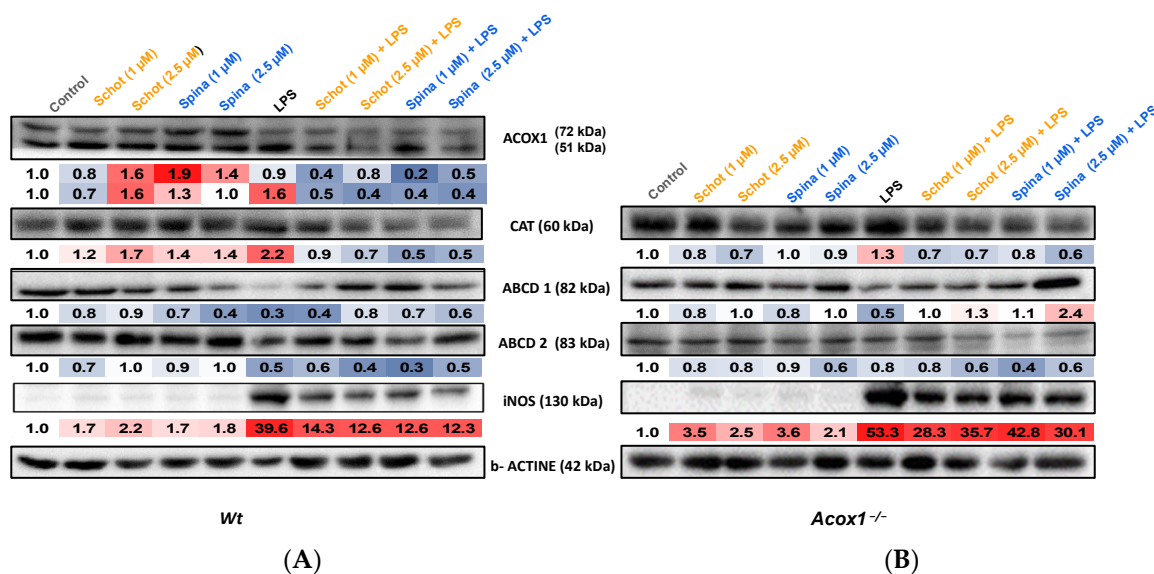 Control
Schot (1 µM)
Schot (2.5 µM)
Spina (1 µM)
Spina (2.5 µM)
LPS
Schot (1 µM) + LPS
Schot (2.5 µM) + LPS
Spina (1 µM) + LPS
Spina (2.5 µM) + LPS
ACOX1 (72 kDa)
(51 kDa)
1.0 0.8 1.6 1.9 1.4 0.9 0.4 0.8 0.2 0.5
1.0 0.7 1.6 1.3 1.0 1.6 0.5 0.4 0.4 0.4
CAT (60 kDa)
1.0 1.2 1.7 1.4 1.4 2.2 0.9 0.7 0.5 0.5
ABCD 1 (82 kDa)
1.0 0.8 0.9 0.7 0.4 0.3 0.4 0.8 0.7 0.6
ABCD 2 (83 kDa)
1.0 0.7 1.0 0.9 1.0 0.5 0.6 0.4 0.3 0.5
iNOS (130 kDa)
1.0 1.7 2.2 1.7 1.8 39.6 14.3 12.6 12.6 12.3
b- ACTINE (42 kDa)
Wt
(A)
Control
Schot (1 µM)
Schot (2.5 µM)
Spina (1 µM)
Spina (2.5 µM)
LPS
Schot (1 µM) + LPS
Schot (2.5 µM) + LPS
Spina (1 µM) + LPS
Spina (2.5 µM) + LPS
1.0 0.8 0.7 1.0 0.9 1.3 0.7 0.7 0.8 0.6
1.0 0.8 1.0 0.8 1.0 0.5 1.0 1.3 1.1 2.4
1.0 0.8 0.8 0.9 0.6 0.8 0.8 0.6 0.4 0.6
1.0 3.5 2.5 3.6 2.1 53.3 28.3 35.7 42.8 30.1
Acox1⁻/⁻
(B)